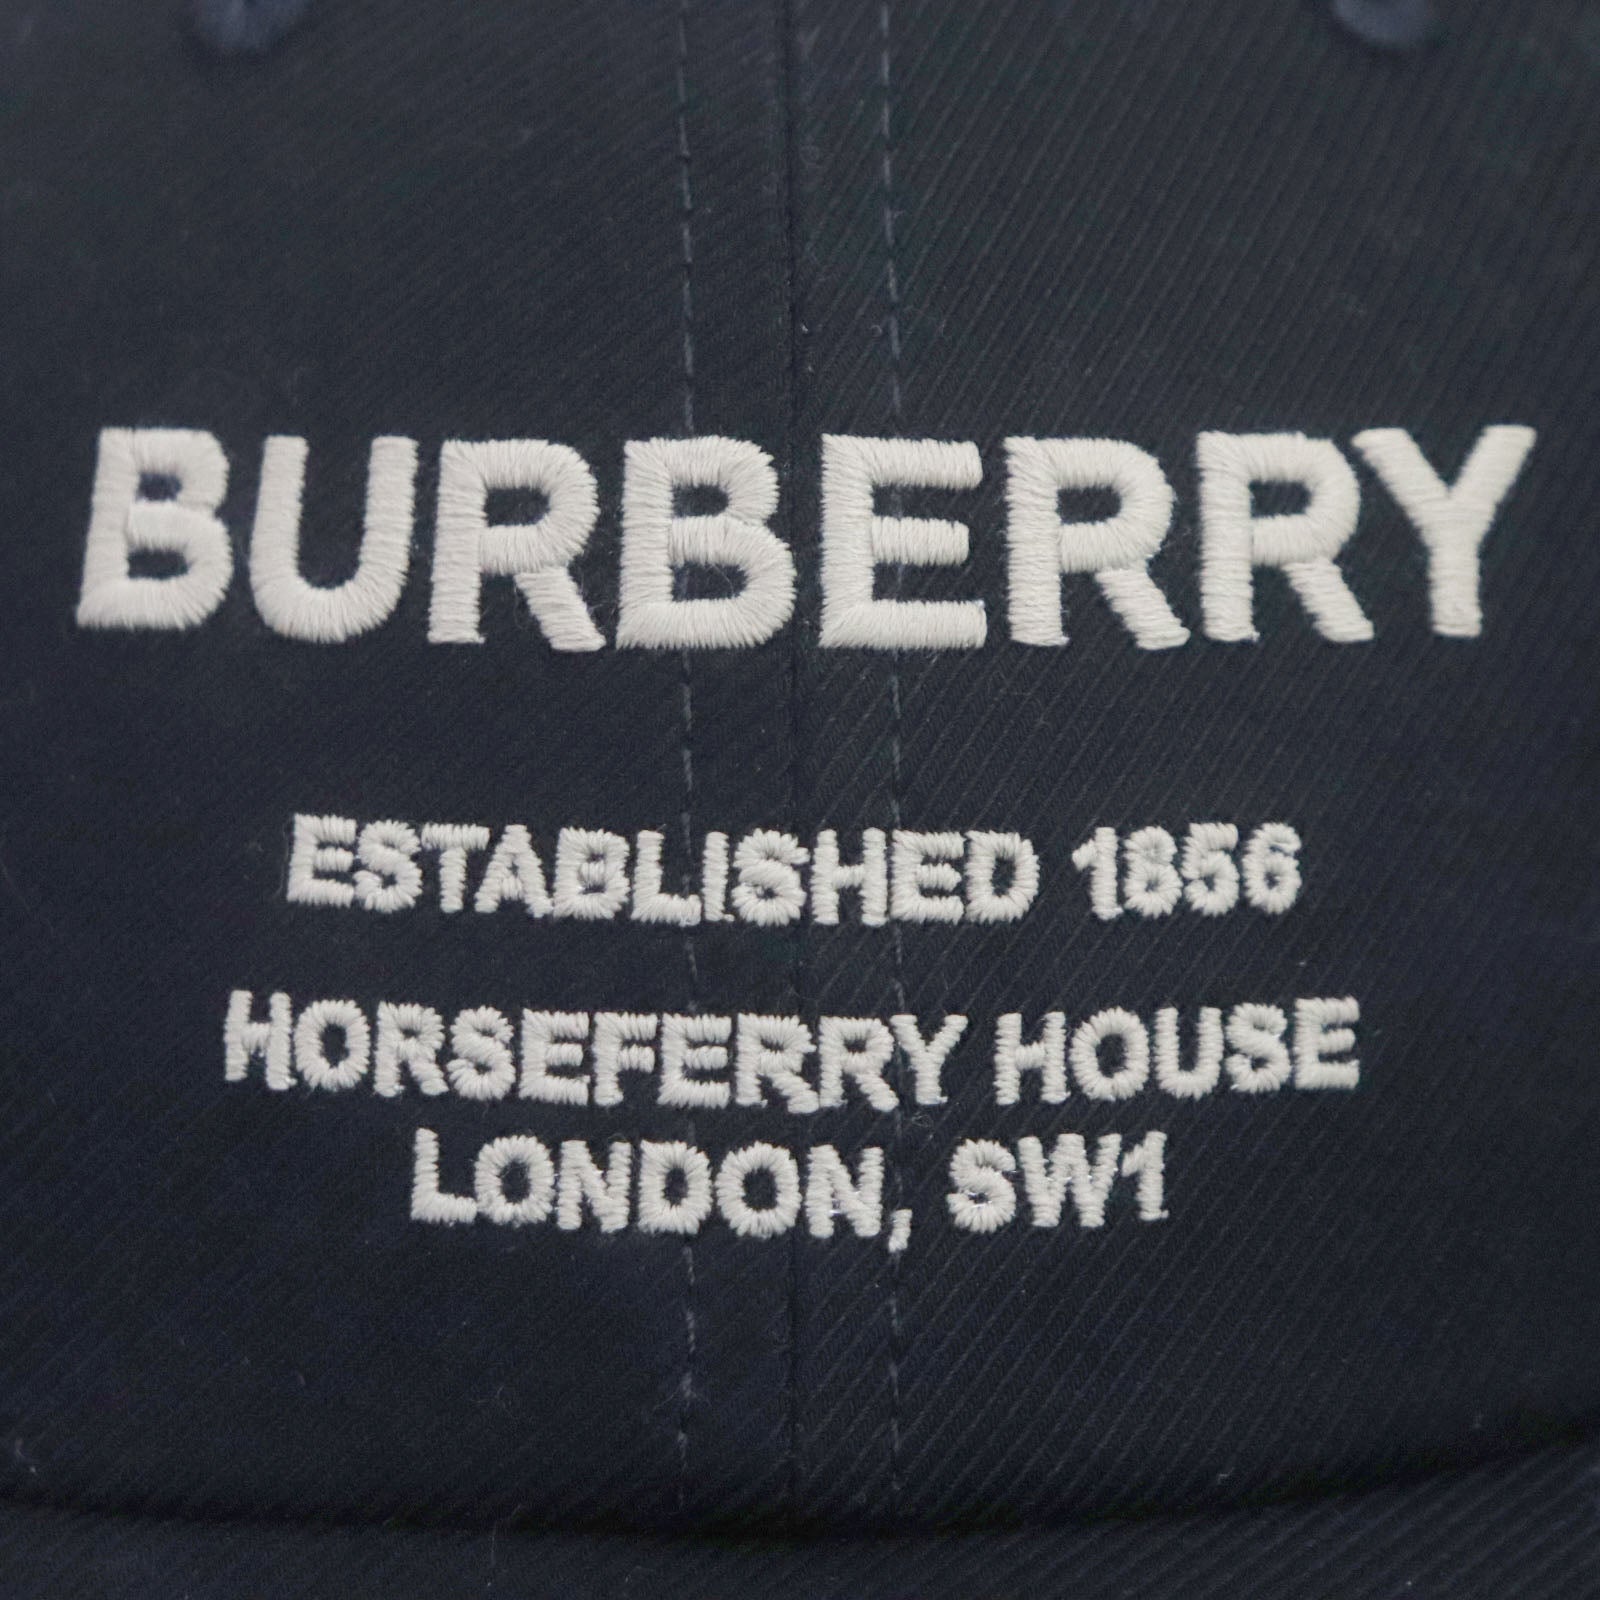 BURBERRY
ESTABLISHED 1856
HORSEFERRY HOUSE
LONDON, SW1